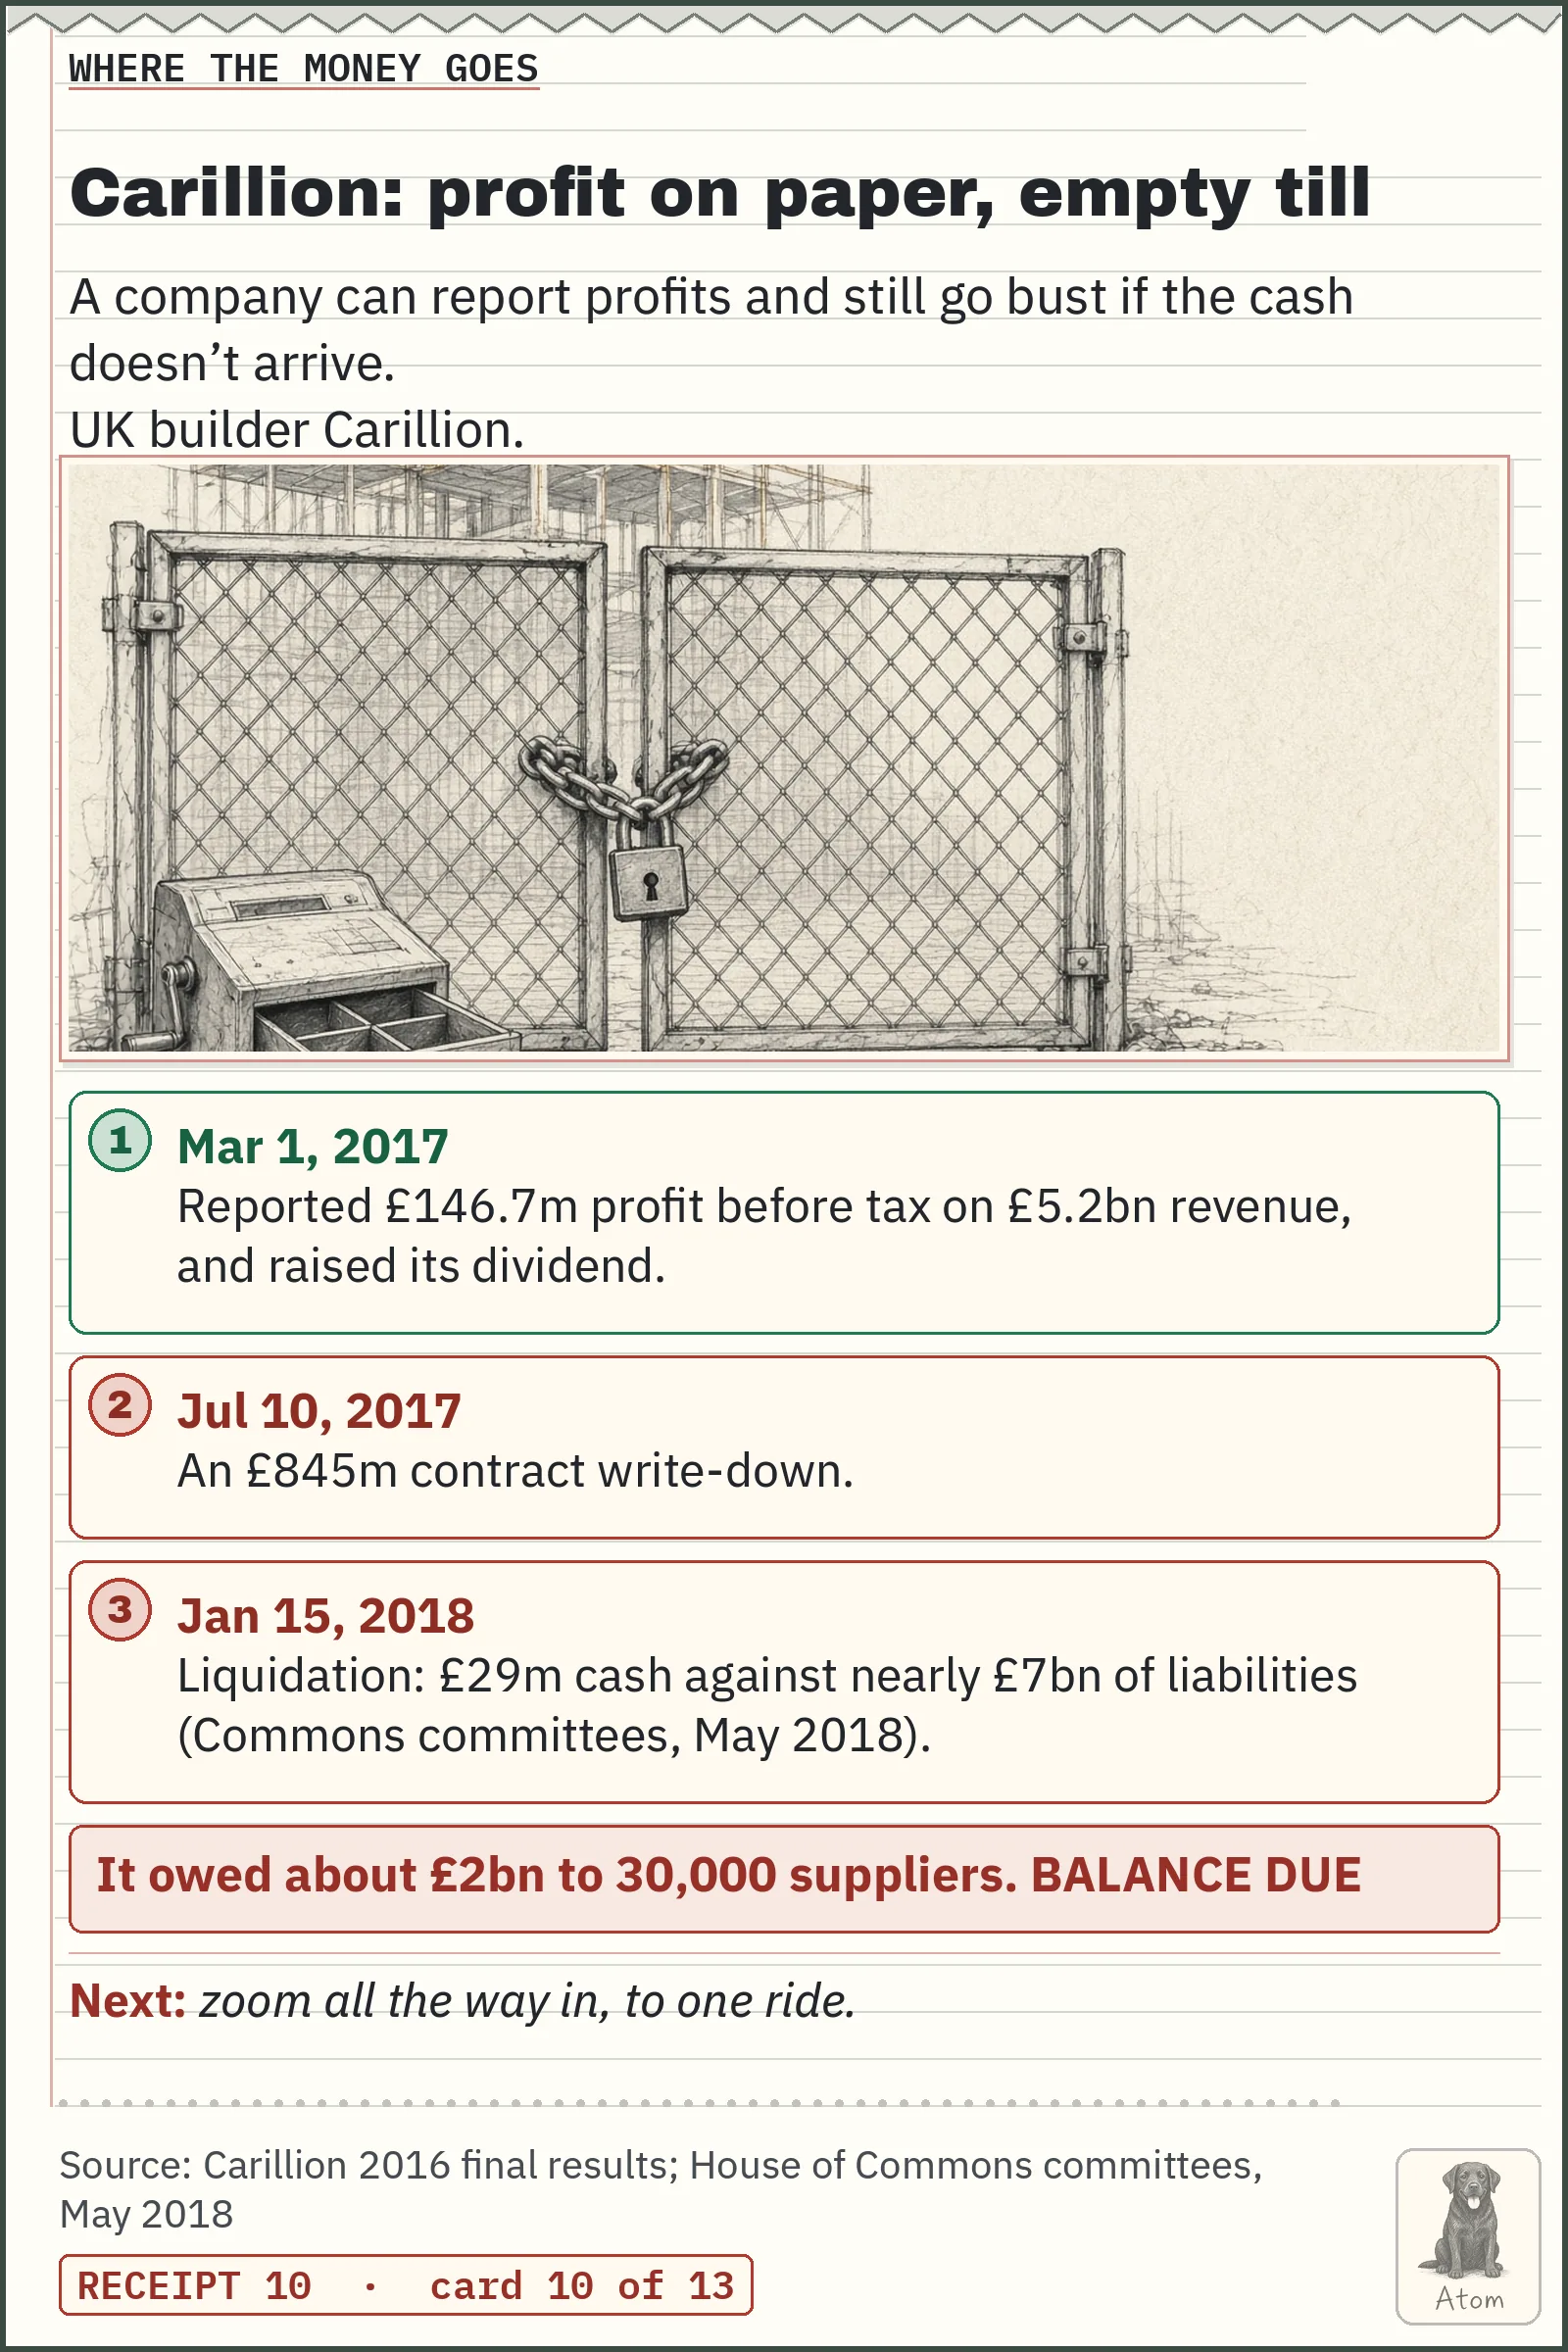 WHERE THE MONEY GOES
Carillion: profit on paper, empty till
A company can report profits and still go bust if the cash
doesn’t arrive.
UK builder Carillion.
1 Mar 1, 2017
Reported £146.7m profit before tax on £5.2bn revenue,
and raised its dividend.
2 Jul 10, 2017
An £845m contract write-down.
3 Jan 15, 2018
Liquidation: £29m cash against nearly £7bn of liabilities
(Commons committees, May 2018).
It owed about £2bn to 30,000 suppliers. BALANCE DUE
Next: zoom all the way in, to one ride.
Source: Carillion 2016 final results; House of Commons committees,
May 2018
RECEIPT 10 · card 10 of 13
Atom